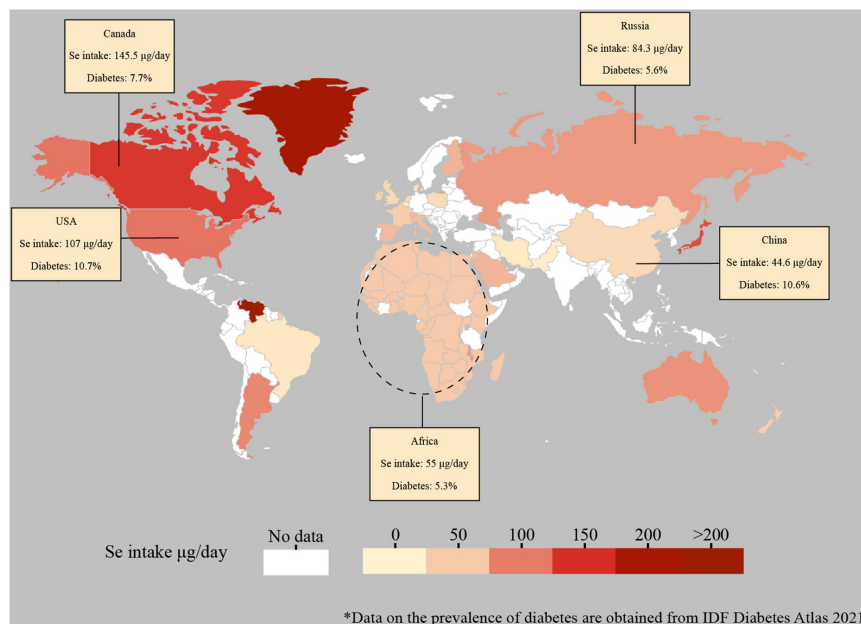 Canada
Se intake: 145.5 μg/day
Diabetes: 7.7%
Russia
Se intake: 84.3 μg/day
Diabetes: 5.6%
USA
Se intake: 107 μg/day
Diabetes: 10.7%
China
Se intake: 44.6 μg/day
Diabetes: 10.6%
Africa
Se intake: 55 μg/day
Diabetes: 5.3%
Se intake μg/day
No data
0 50 100 150 200 >200
*Data on the prevalence of diabetes are obtained from IDF Diabetes Atlas 2021